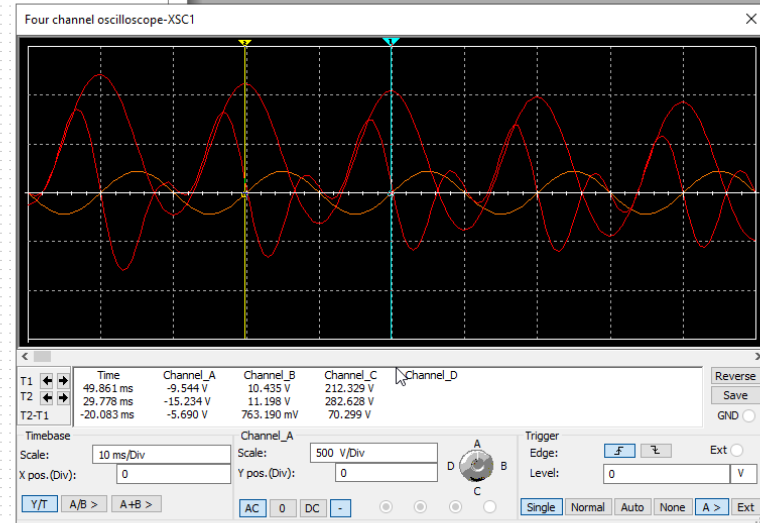 Four channel oscilloscope-XSC1
2 1
T1 T2 T2-T1
Time Channel_A Channel_B Channel_C Channel_D
49.861 ms -9.544 V 10.435 V 212.329 V
29.778 ms -15.234 V 11.198 V 282.628 V
-20.083 ms -5.690 V 763.190 mV 70.299 V
Reverse
Save
GND
Timebase
Scale: 10 ms/Div
X pos.(Div): 0
Y/T A/B > A+B >
Channel_A
Scale: 500 V/Div
Y pos.(Div): 0
AC 0 DC -
A
D B
C
Trigger
Edge: Ext
Level: 0 V
Single Normal Auto None A > Ext